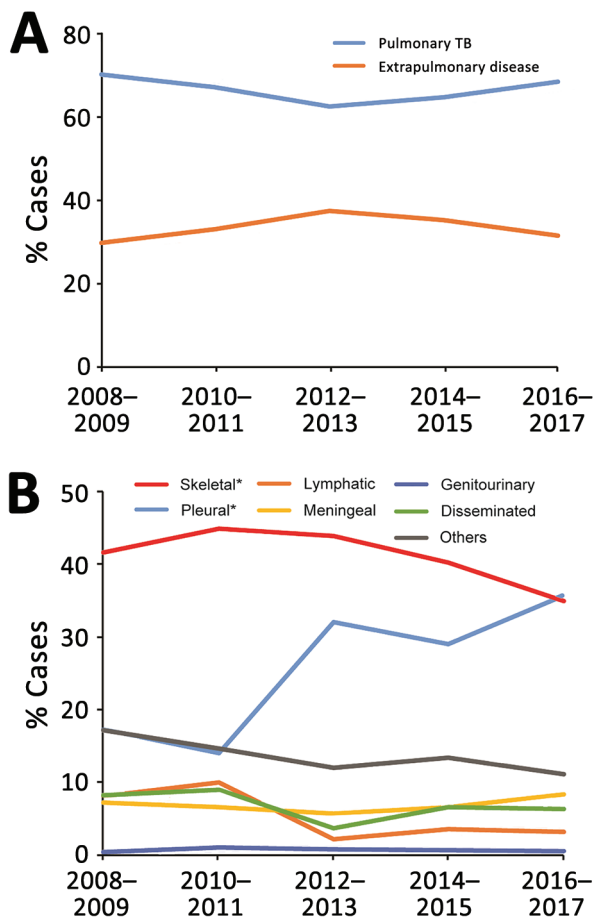 A
80
60
40
20
0
% Cases
Pulmonary TB
Extrapulmonary disease
2008–
2009
2010–
2011
2012–
2013
2014–
2015
2016–
2017
B
50
40
30
20
10
0
% Cases
Skeletal*
Lymphatic
Genitourinary
Pleural*
Meningeal
Disseminated
Others
2008–
2009
2010–
2011
2012–
2013
2014–
2015
2016–
2017